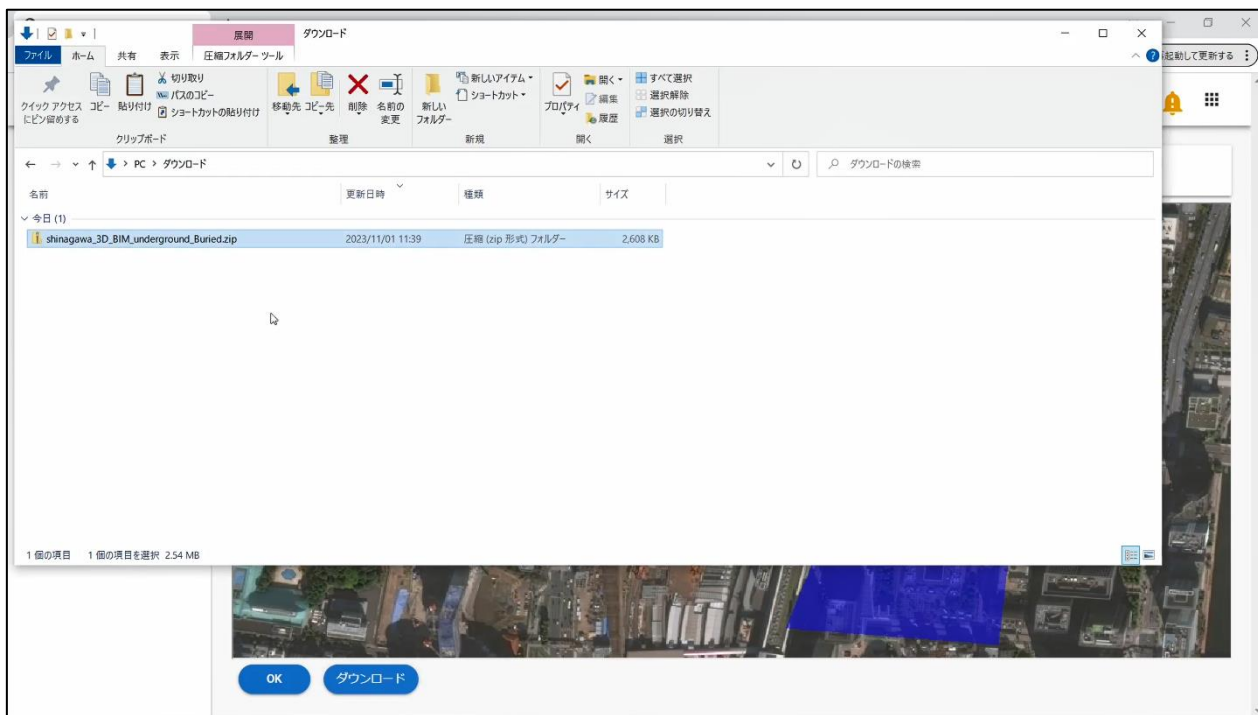 展開
ダウンロード
ファイル ホーム 共有 表示 圧縮フォルダー ツール
起動して更新する
クイック アクセス
にピン留めする
コピー
貼り付け
切り取り
パスのコピー
ショートカットの貼り付け
クリップボード
移動先
コピー先
削除
名前の
変更
整理
新しい
フォルダー
新しいアイテム
ショートカット
新規
プロパティ
開く
編集
履歴
開く
すべて選択
選択解除
選択の切り替え
選択
PC > ダウンロード
ダウンロードの検索
名前 更新日時 種類 サイズ
今日 (1)
shinagawa_3D_BIM_underground_Buried.zip 2023/11/01 11:39 圧縮 (zip 形式) フォルダー 2,608 KB
1 個の項目 1 個の項目を選択 2.54 MB
OK ダウンロード